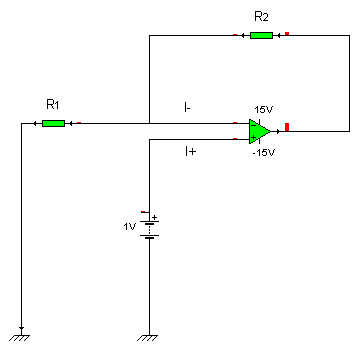 R2
R1
I-
15V
I+
-15V
+
1V